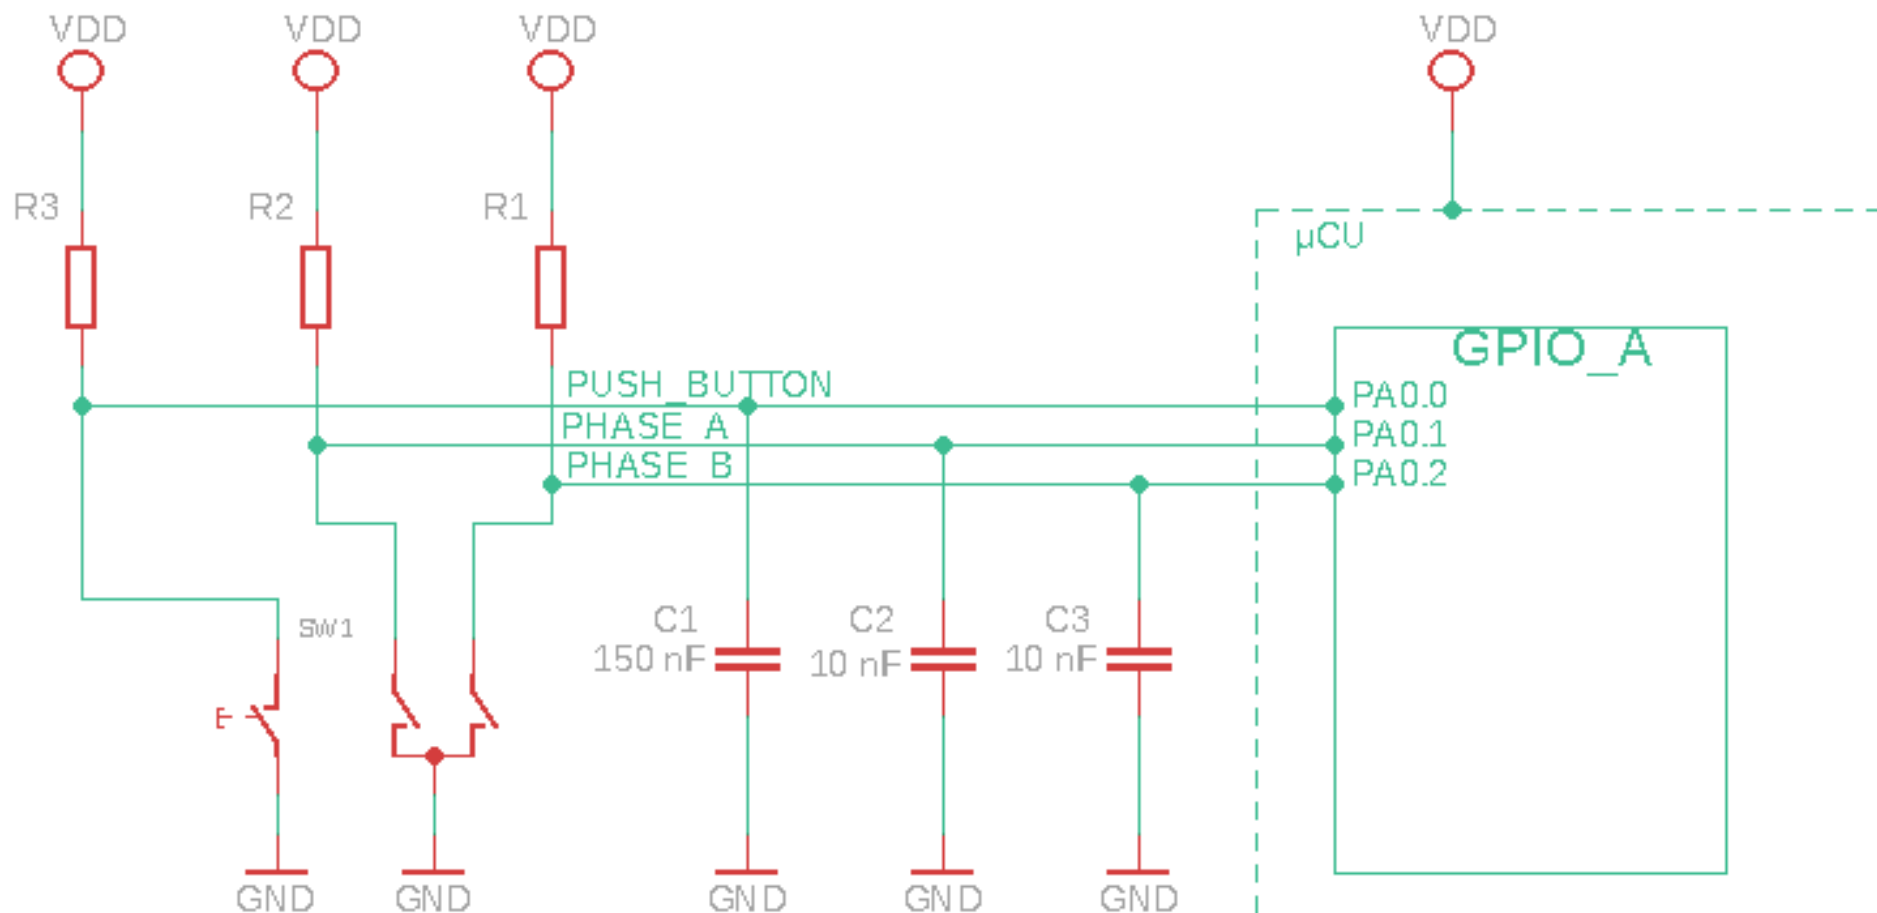 VDD
VDD
VDD
VDD
R3
R2
R1
µCU
GPIO_A
PUSH_BUTTON
PA0.0
PHASE_A
PA0.1
PHASE_B
PA0.2
SW1
C1
150 nF
C2
10 nF
C3
10 nF
GND
GND
GND
GND
GND